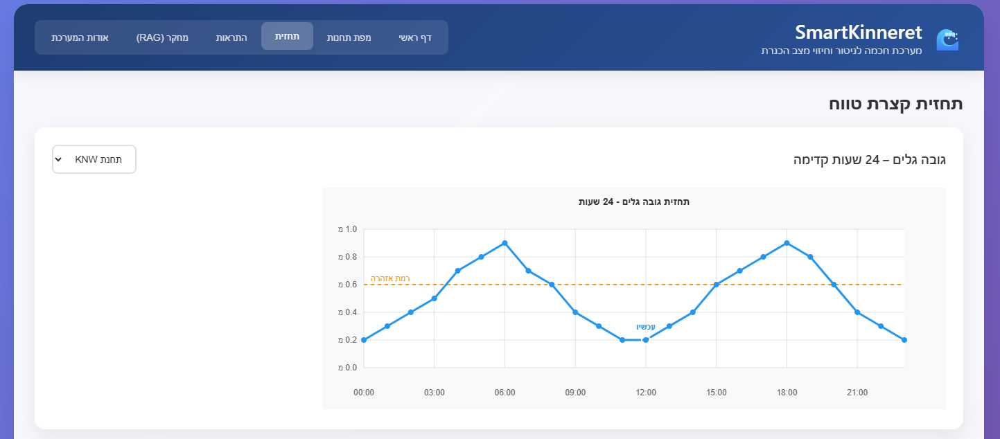 SmartKinneret
מערכת חכמה לניטור וחיזוי מצב הכנרת
דף ראשי
מפת תחנות
תחזית
התראות
מחקר (RAG)
אודות המערכת
תחזית קצרת טווח
גובה גלים – 24 שעות קדימה
תחנת KNW
תחזית גובה גלים - 24 שעות
1.0 מ
0.8 מ
0.6 מ
0.4 מ
0.2 מ
0.0 מ
רמת אזהרה
עכשיו
00:00
03:00
06:00
09:00
12:00
15:00
18:00
21:00